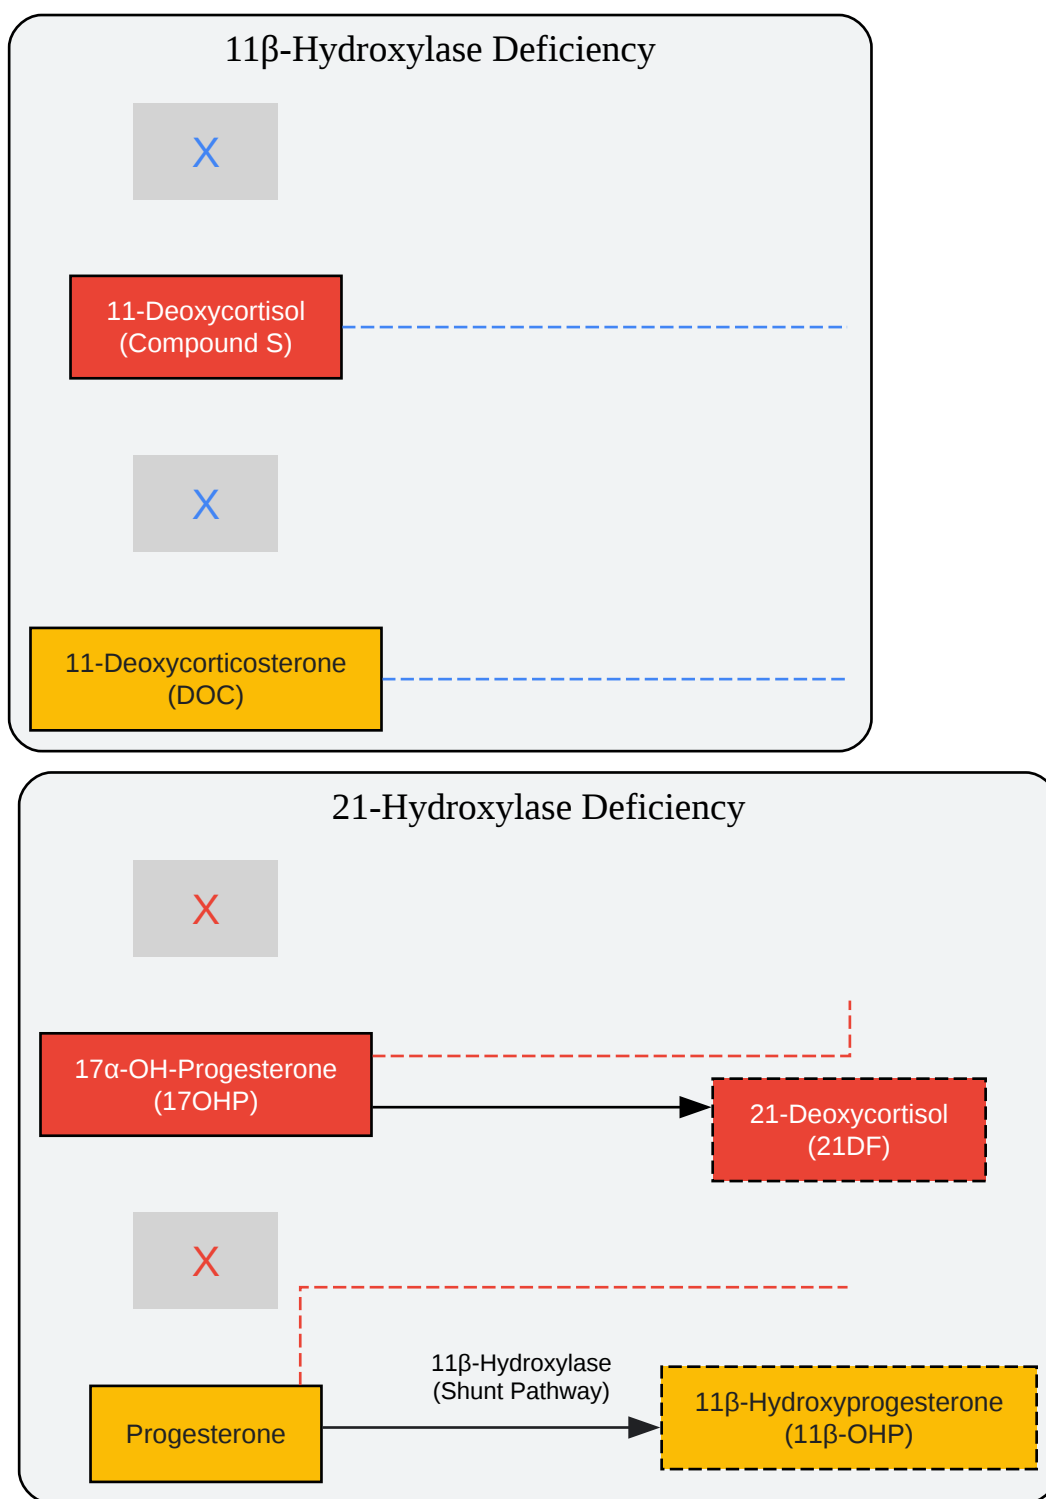 11β-Hydroxylase Deficiency
X
11-Deoxycortisol
(Compound S)
X
11-Deoxycorticosterone
(DOC)
21-Hydroxylase Deficiency
X
17α-OH-Progesterone
(17OHP)
21-Deoxycortisol
(21DF)
X
11β-Hydroxylase
(Shunt Pathway)
Progesterone
11β-Hydroxyprogesterone
(11β-OHP)